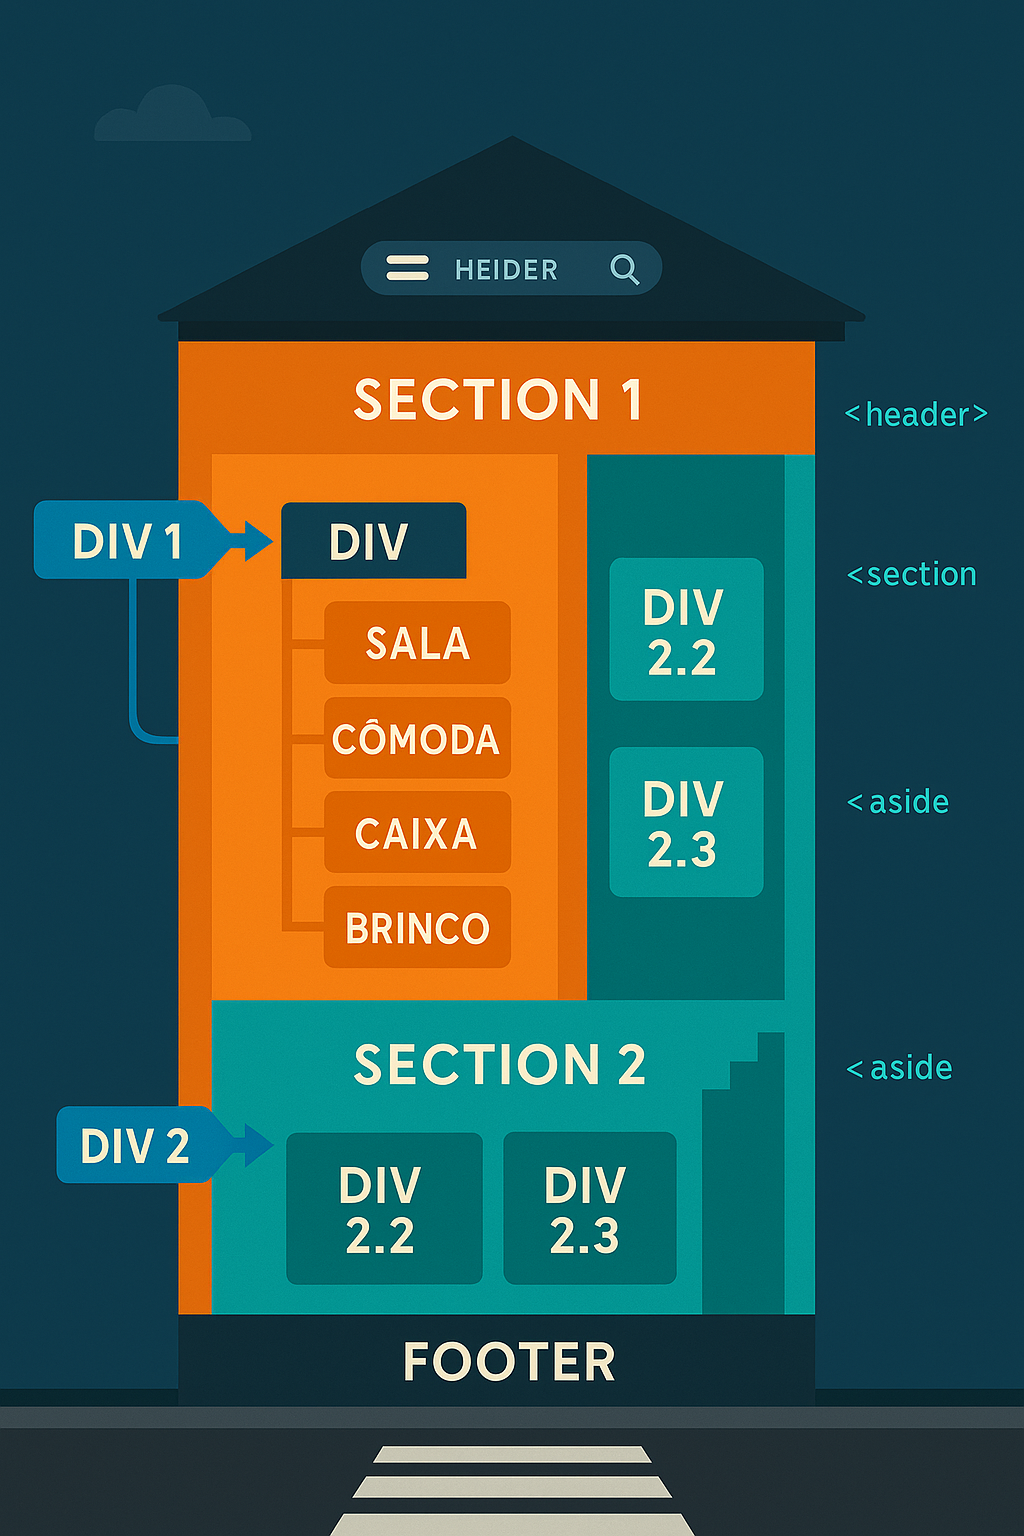 HEIDER
SECTION 1
<header>
DIV 1
DIV
<section
DIV
2.2
SALA
CÔMODA
DIV
2.3
<aside
CAIXA
BRINCO
SECTION 2
<aside
DIV 2
DIV
2.2
DIV
2.3
FOOTER